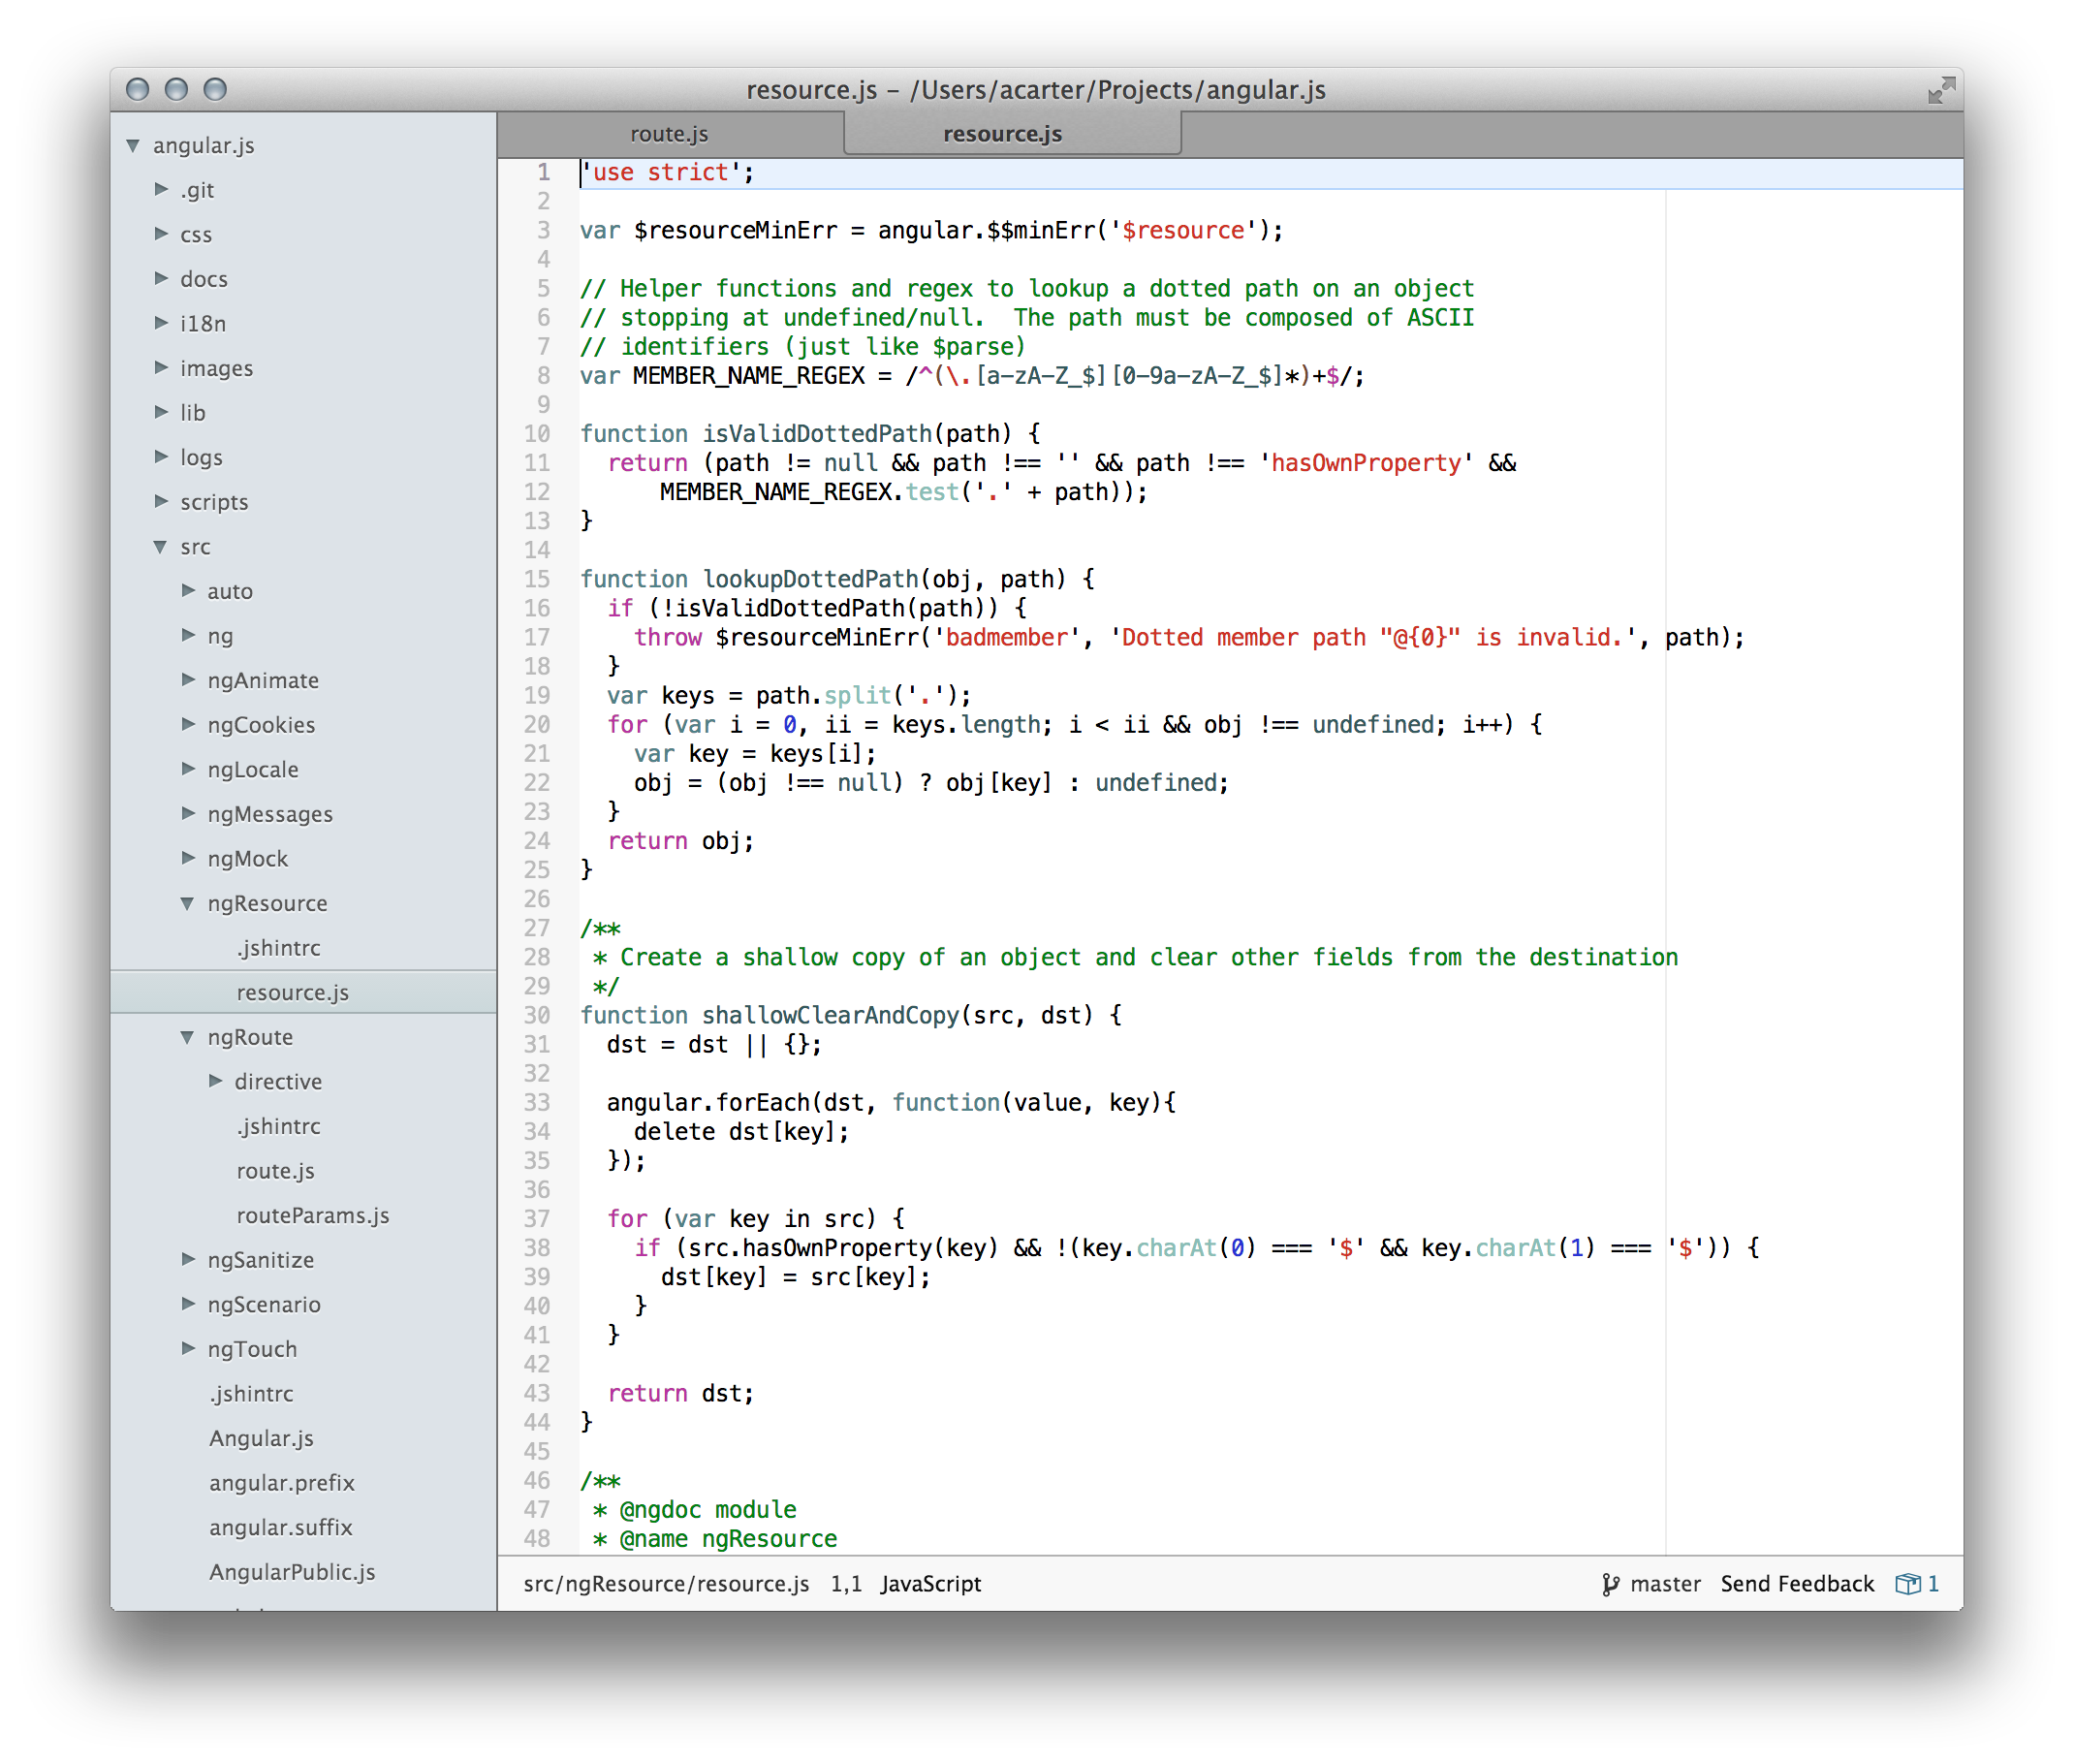 resource.js – /Users/acarter/Projects/angular.js
angular.js
.git
css
docs
i18n
images
lib
logs
scripts
src
auto
ng
ngAnimate
ngCookies
ngLocale
ngMessages
ngMock
ngResource
.jshintrc
resource.js
ngRoute
directive
.jshintrc
route.js
routeParams.js
ngSanitize
ngScenario
ngTouch
.jshintrc
Angular.js
angular.prefix
angular.suffix
AngularPublic.js
route.js
resource.js
1 'use strict';
2
3 var $resourceMinErr = angular.$$minErr('$resource');
4
5 // Helper functions and regex to lookup a dotted path on an object
6 // stopping at undefined/null.  The path must be composed of ASCII
7 // identifiers (just like $parse)
8 var MEMBER_NAME_REGEX = /^(\.[a-zA-Z_$][0-9a-zA-Z_$]*)+$/;
9
10 function isValidDottedPath(path) {
11   return (path != null && path !== '' && path !== 'hasOwnProperty' &&
12       MEMBER_NAME_REGEX.test('.' + path));
13 }
14
15 function lookupDottedPath(obj, path) {
16   if (!isValidDottedPath(path)) {
17     throw $resourceMinErr('badmember', 'Dotted member path "@{0}" is invalid.', path);
18   }
19   var keys = path.split('.');
20   for (var i = 0, ii = keys.length; i < ii && obj !== undefined; i++) {
21     var key = keys[i];
22     obj = (obj !== null) ? obj[key] : undefined;
23   }
24   return obj;
25 }
26
27 /**
28  * Create a shallow copy of an object and clear other fields from the destination
29  */
30 function shallowClearAndCopy(src, dst) {
31   dst = dst || {};
32
33   angular.forEach(dst, function(value, key){
34     delete dst[key];
35   });
36
37   for (var key in src) {
38     if (src.hasOwnProperty(key) && !(key.charAt(0) === '$' && key.charAt(1) === '$')) {
39       dst[key] = src[key];
40     }
41   }
42
43   return dst;
44 }
45
46 /**
47  * @ngdoc module
48  * @name ngResource
src/ngResource/resource.js 1,1 JavaScript
master Send Feedback 1